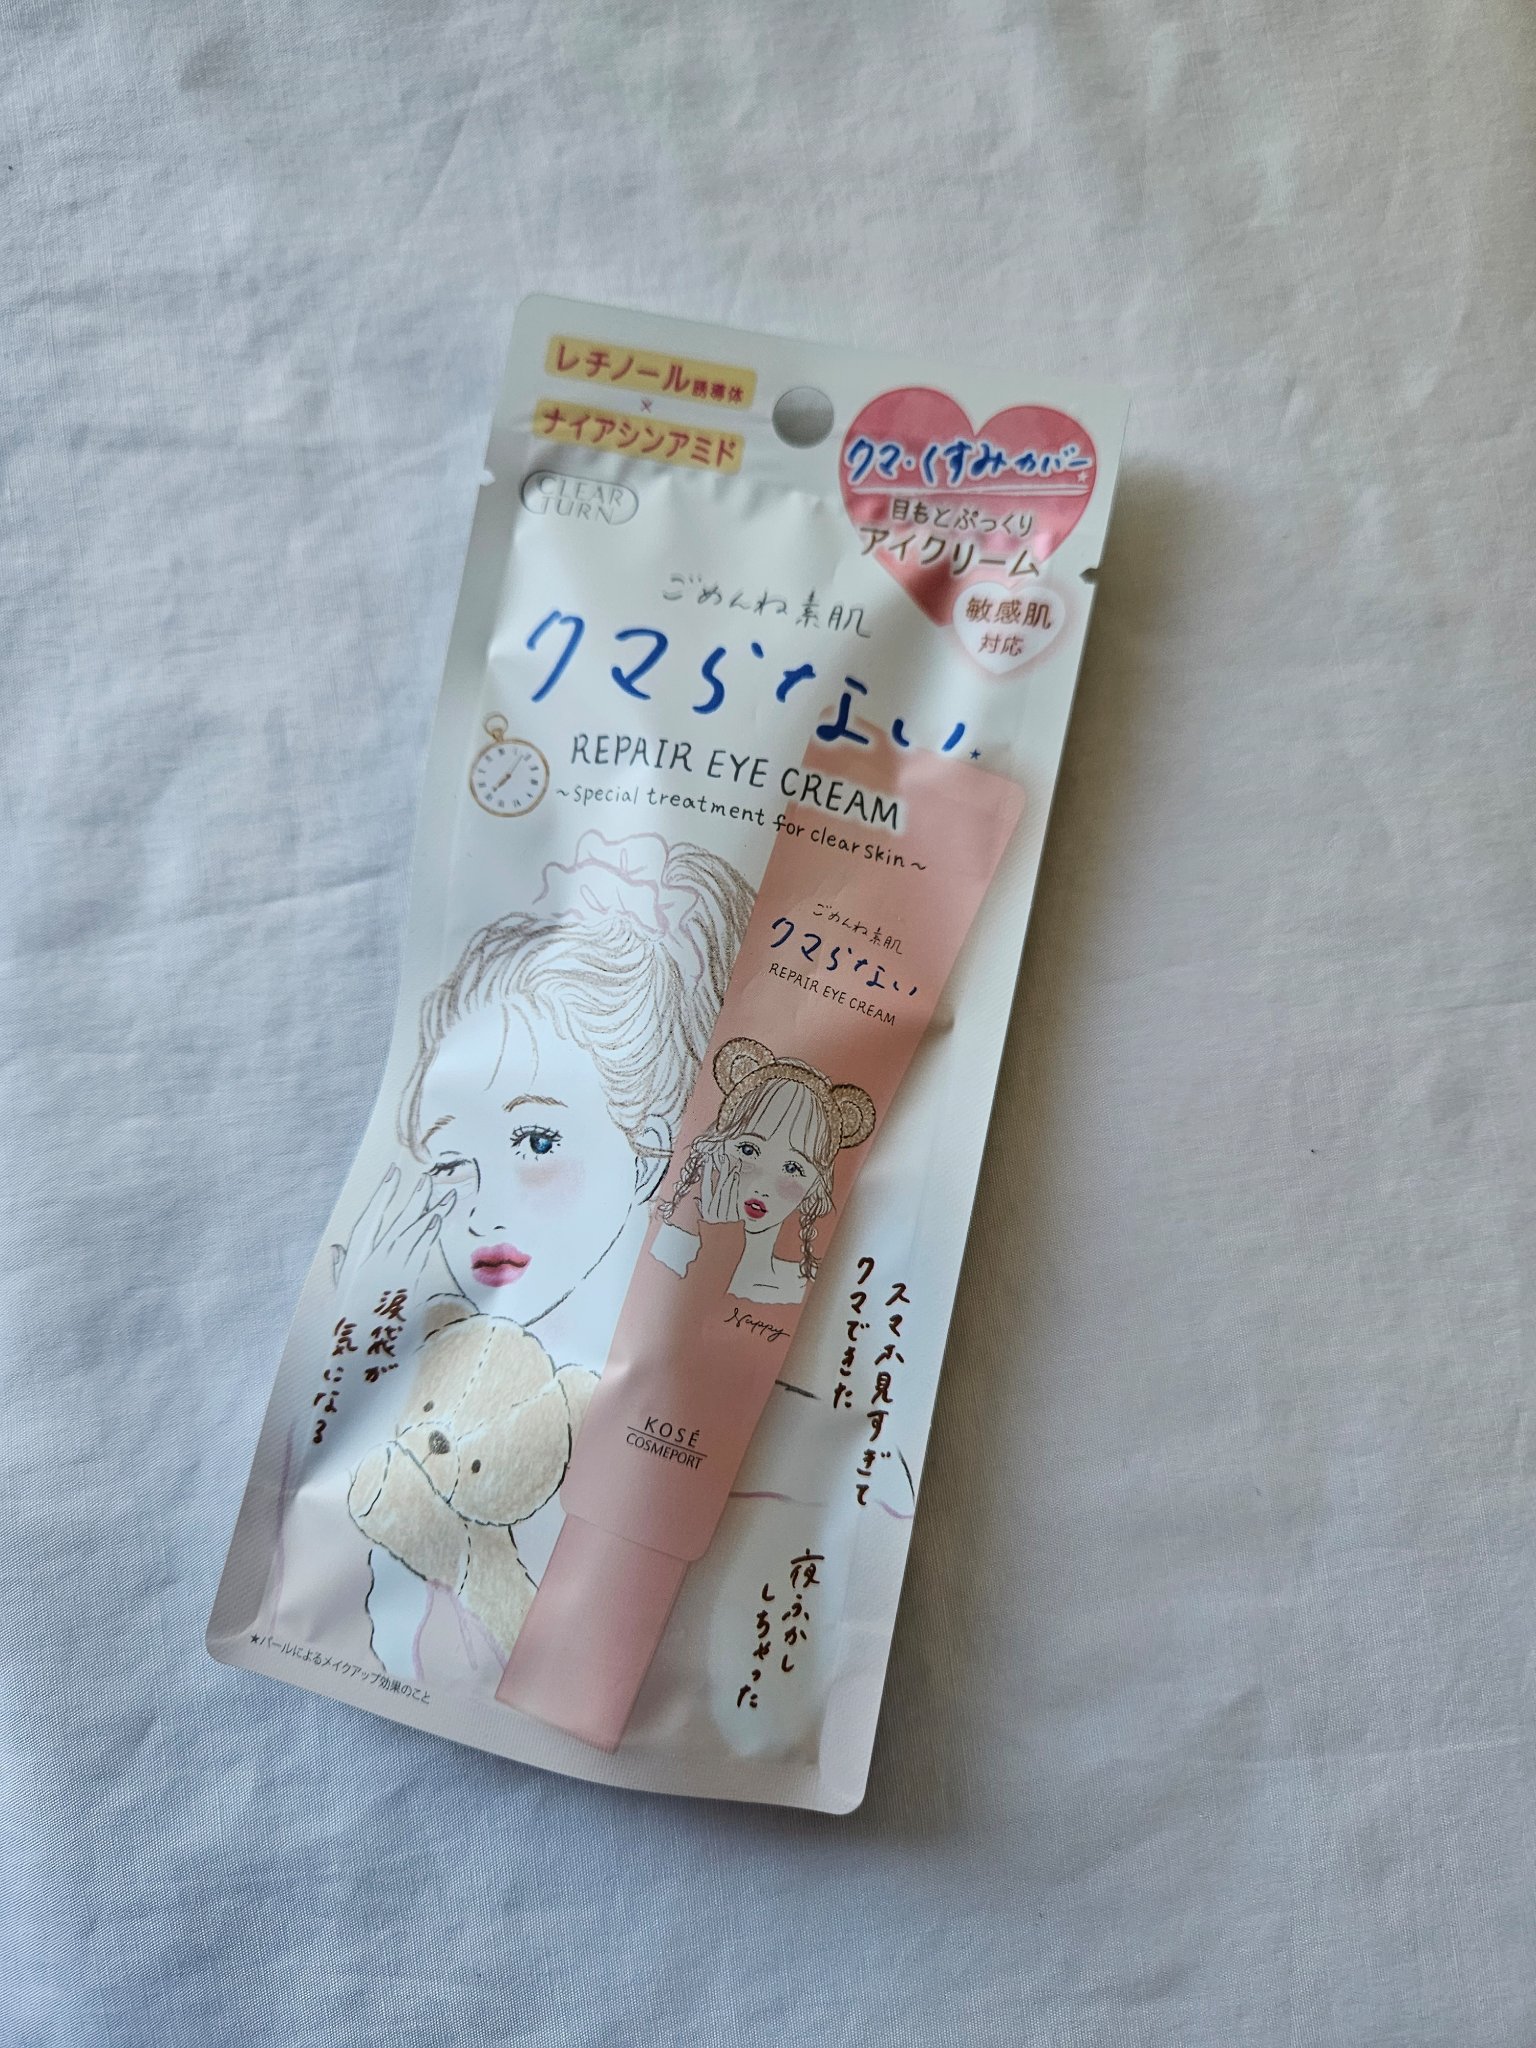 レチノール誘導体
×
ナイアシンアミド
CLEAR
TURN
クマ・くすみカバー★
目もとぷっくり
アイクリーム
敏感肌
対応
ごめんね素肌
クマらない★
REPAIR EYE CREAM
~special treatment for clear skin~
ごめんね素肌
クマらない
REPAIR EYE CREAM
Nappy
KOSÉ
COSMEPORT
涙袋が
気になる
スマホ見すぎて
クマできた
夜ふかし
しちゃった
★パールによるメイクアップ効果のこと